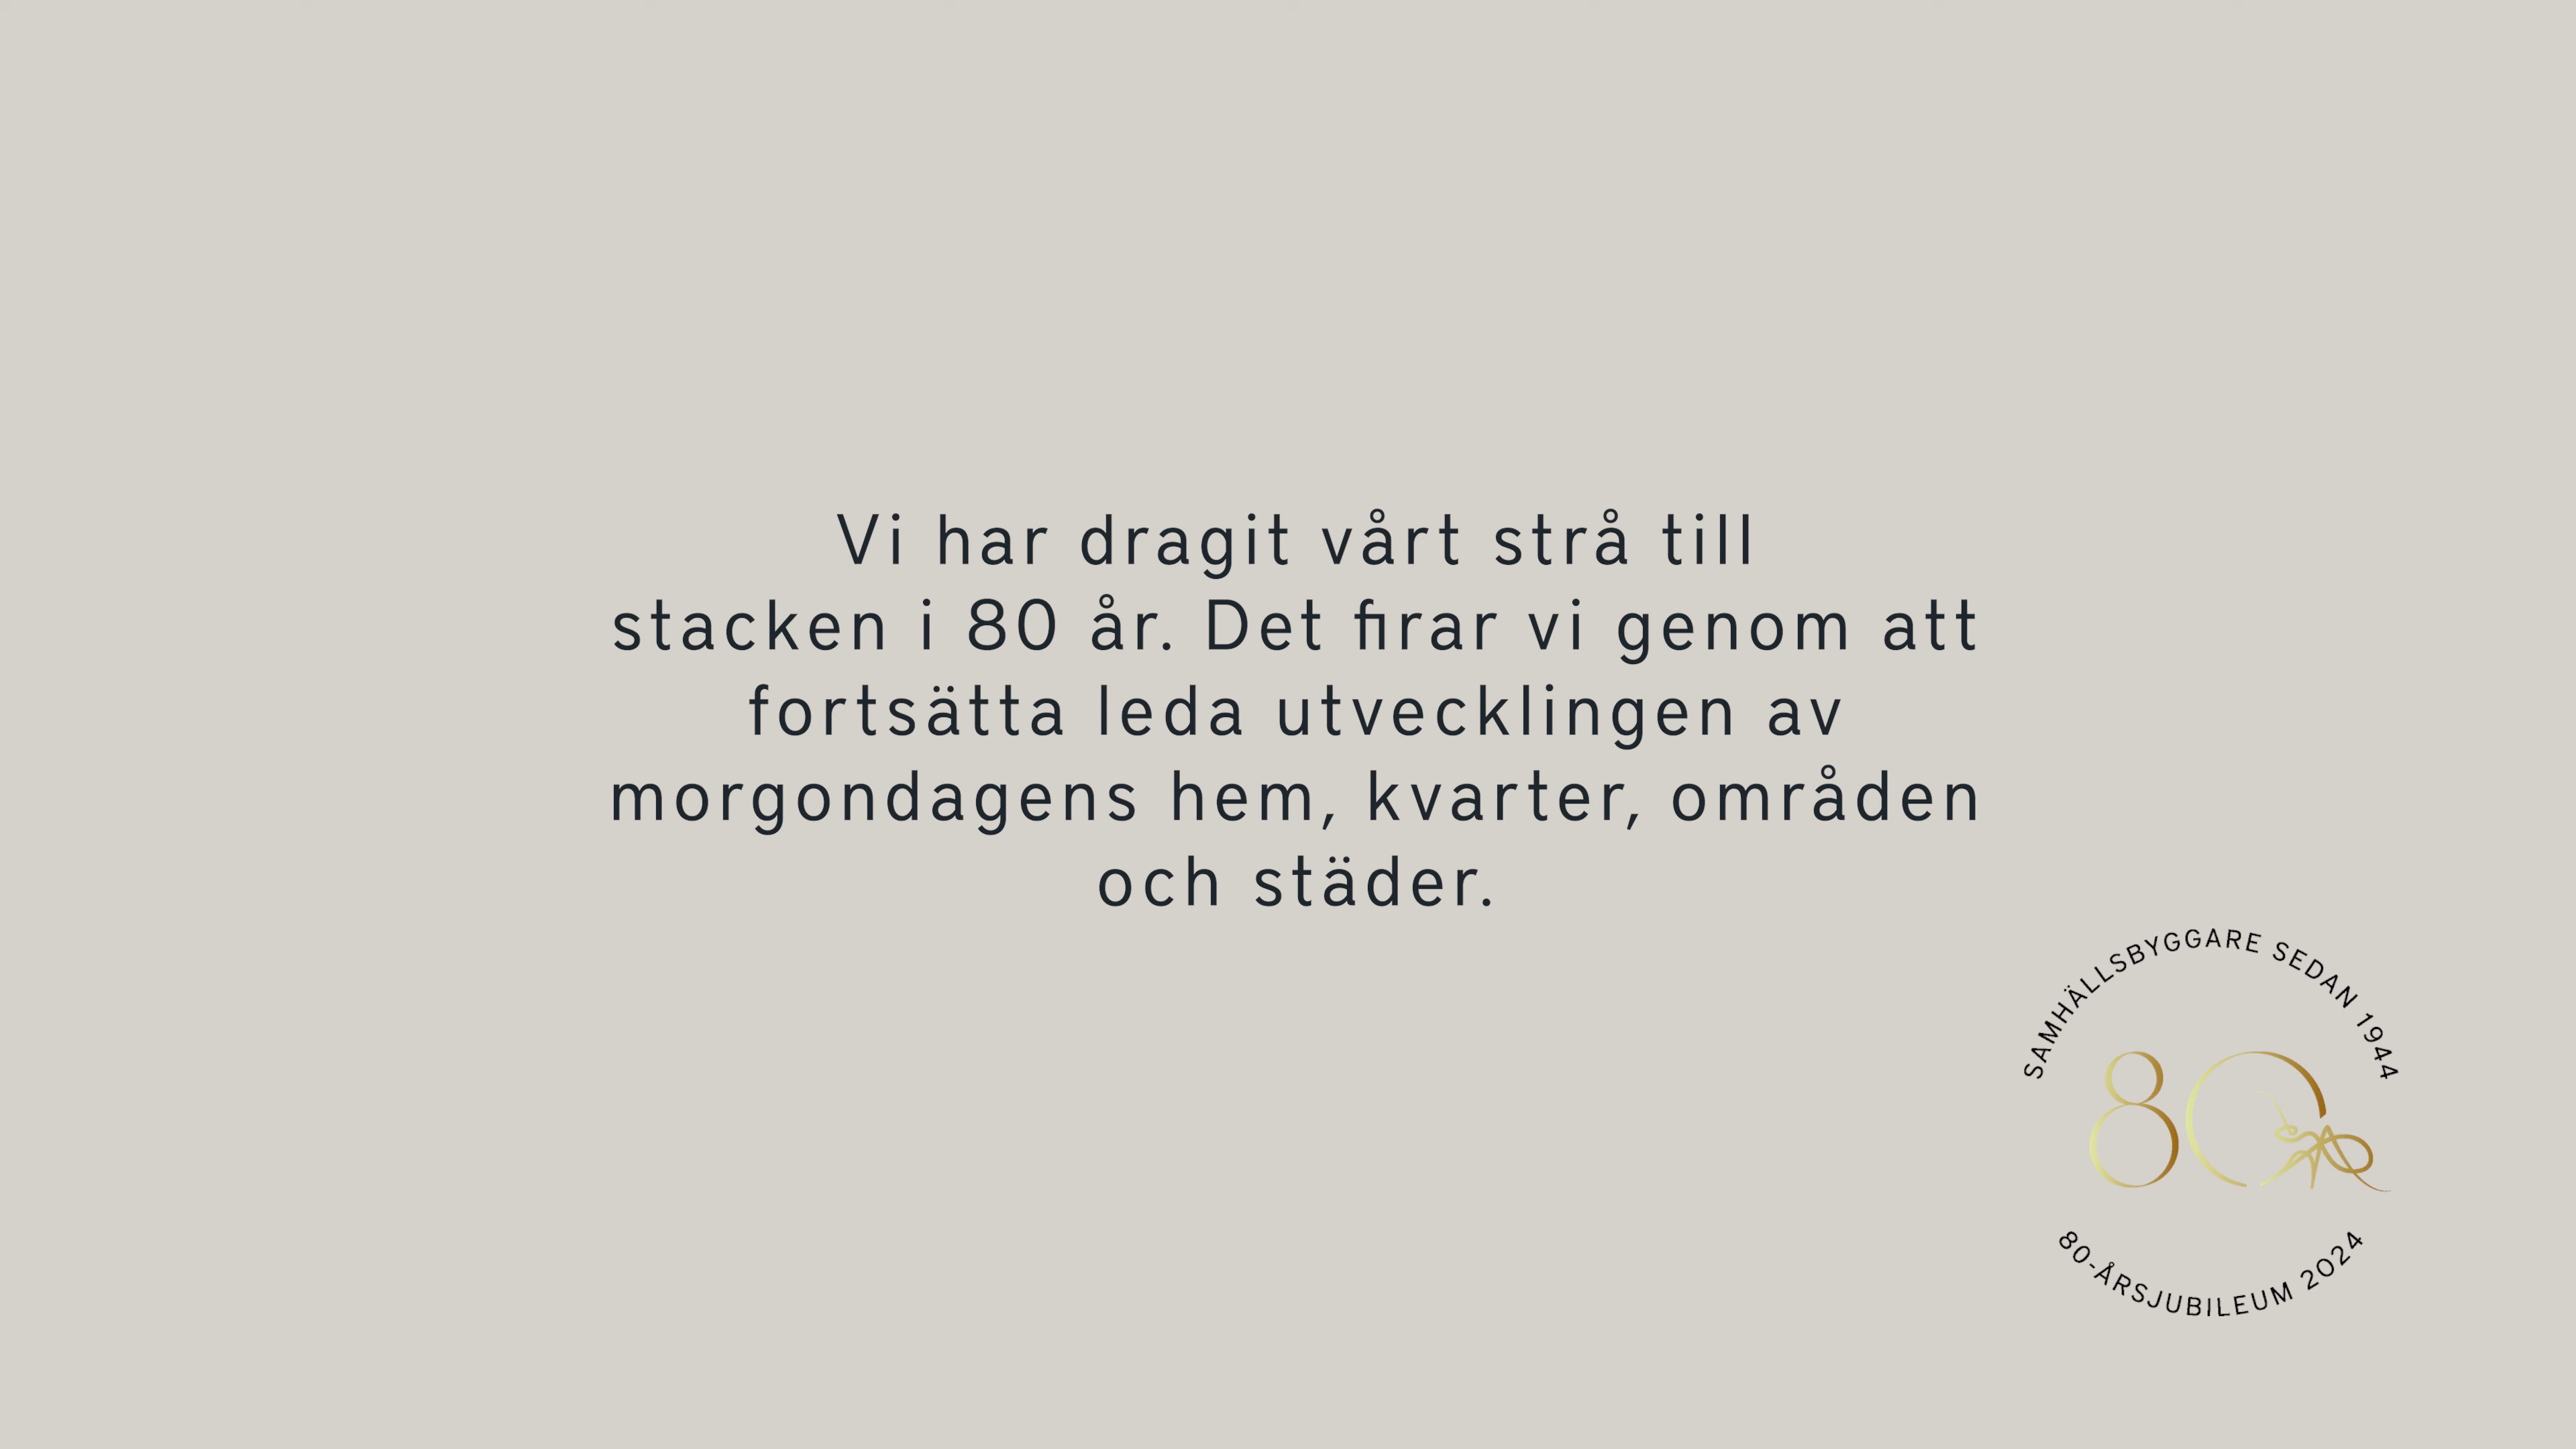 Vi har dragit vårt strå till
stacken i 80 år. Det firar vi genom att
fortsätta leda utvecklingen av
morgondagens hem, kvarter, områden
och städer.
SAMHÄLLSBYGGARE SEDAN 1944
80
80-ÅRSJUBILEUM 2024